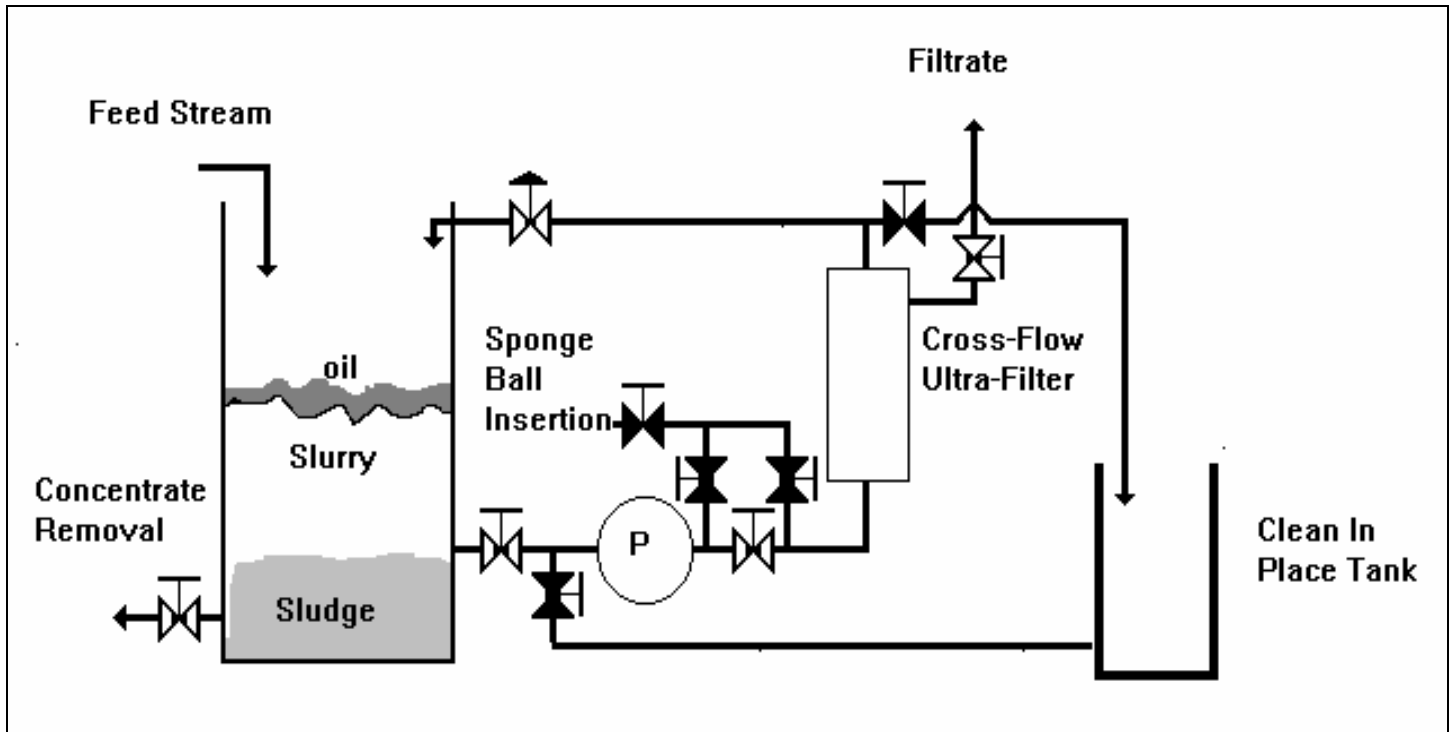 Filtrate
Feed Stream
oil
Sponge
Ball
Insertion
Cross-Flow
Ultra-Filter
Slurry
Concentrate
Removal
P
Clean In
Place Tank
Sludge